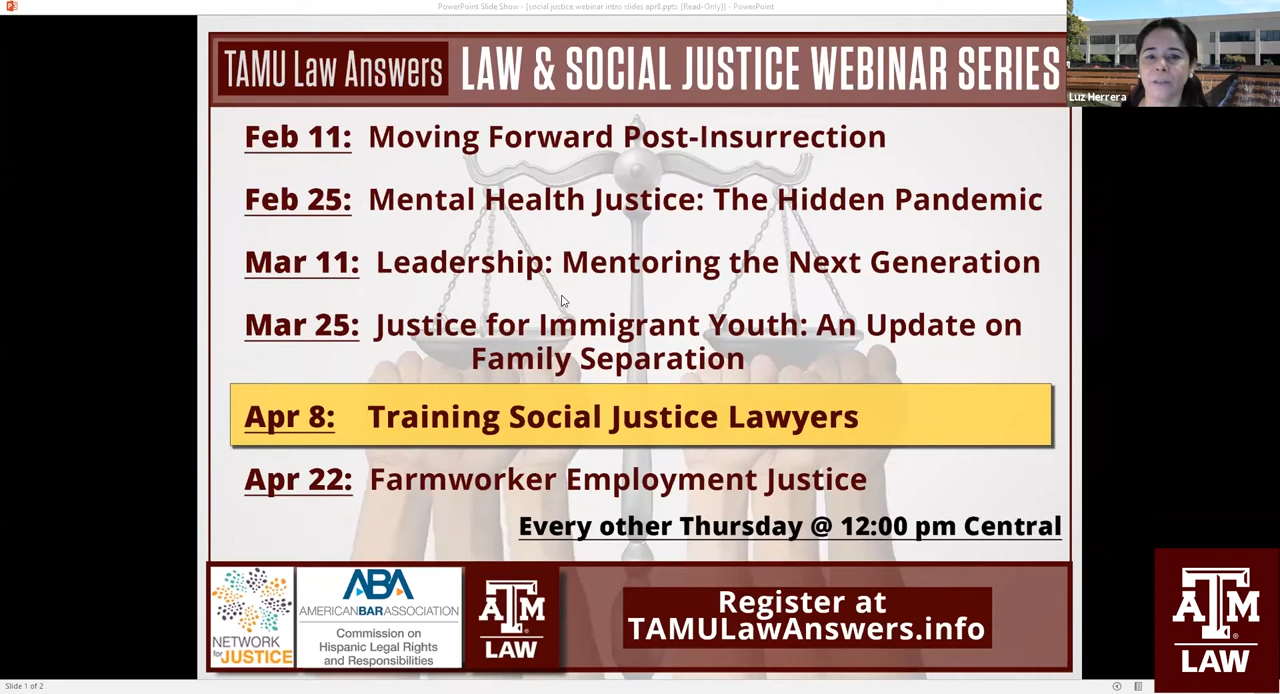 PowerPoint Slide Show - [social justice webinar intro slides apr8.pptx [Read-Only]] - PowerPoint
TAMU Law Answers LAW & SOCIAL JUSTICE WEBINAR SERIES
Luz Herrera
Feb 11: Moving Forward Post-Insurrection
Feb 25: Mental Health Justice: The Hidden Pandemic
Mar 11: Leadership: Mentoring the Next Generation
Mar 25: Justice for Immigrant Youth: An Update on
Family Separation
Apr 8: Training Social Justice Lawyers
Apr 22: Farmworker Employment Justice
Every other Thursday @ 12:00 pm Central
NETWORK
for JUSTICE
ABA
AMERICANBARASSOCIATION
Commission on
Hispanic Legal Rights
and Responsibilities
ATM
LAW
Register at
TAMULawAnswers.info
ATM
LAW
Slide 1 of 2